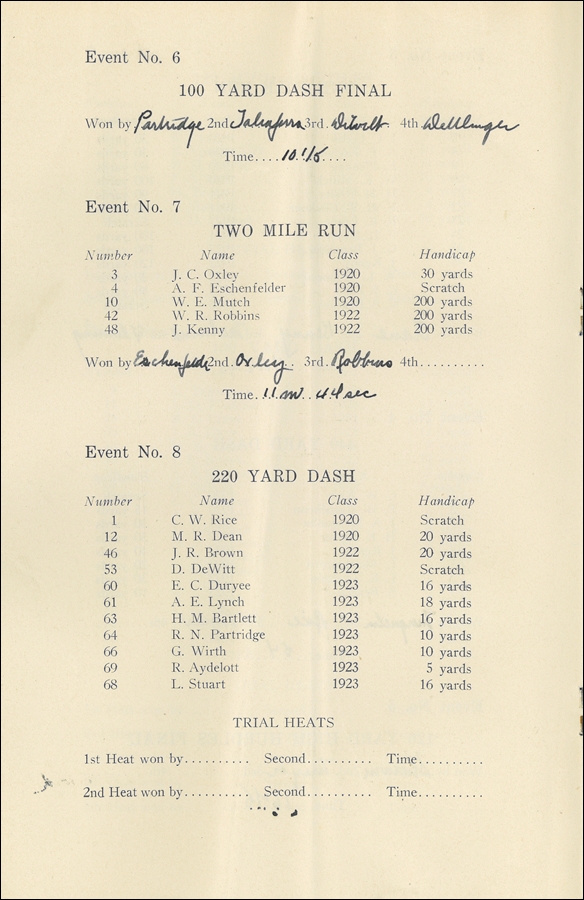 Event No. 6
100 YARD DASH FINAL
Won by Partridge 2nd Taliaferro 3rd. DeWitt 4th
Time.... 10 1/5....
Event No. 7
TWO MILE RUN
Number Name Class Handicap
3 J. C. Oxley 1920 30 yards
4 A. F. Eschenfelder 1920 Scratch
10 W. E. Mutch 1920 200 yards
42 W. R. Robbins 1922 200 yards
48 J. Kenny 1922 200 yards
Won by Eschenfelde 2nd. Oxley.. 3rd. Robbins 4th..........
Time. 11 m.. 44 sec
Event No. 8
220 YARD DASH
Number Name Class Handicap
1 C. W. Rice 1920 Scratch
12 M. R. Dean 1920 20 yards
46 J. R. Brown 1922 20 yards
53 D. DeWitt 1922 Scratch
60 E. C. Duryee 1923 16 yards
61 A. E. Lynch 1923 18 yards
63 H. M. Bartlett 1923 16 yards
64 R. N. Partridge 1923 10 yards
66 G. Wirth 1923 10 yards
69 R. Aydelott 1923 5 yards
68 L. Stuart 1923 16 yards
TRIAL HEATS
1st Heat won by.......... Second.......... Time..........
2nd Heat won by.......... Second.......... Time..........